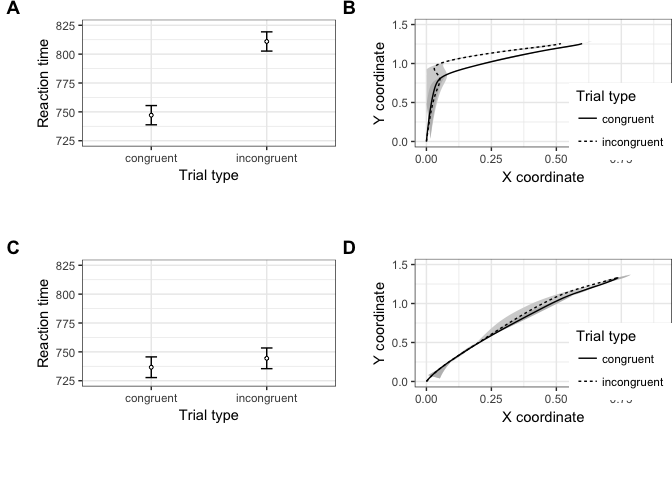 A
Reaction time
825
800
775
750
725
congruent incongruent
Trial type
B
Y coordinate
1.5
1.0
0.5
0.0
0.00 0.25 0.50
X coordinate
Trial type
congruent
incongruent
C
Reaction time
825
800
775
750
725
congruent incongruent
Trial type
D
Y coordinate
1.5
1.0
0.5
0.0
0.00 0.25 0.50
X coordinate
Trial type
congruent
incongruent